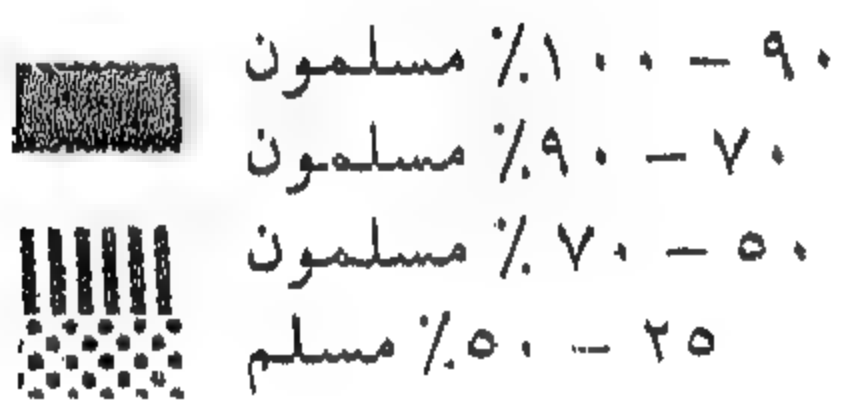 ٩٠ – ١٠٠٪ مسلمون
٧٠ – ٩٠٪ مسلمون
٥٠ – ٧٠٪ مسلمون
٢٥ – ٥٠٪ مسلم